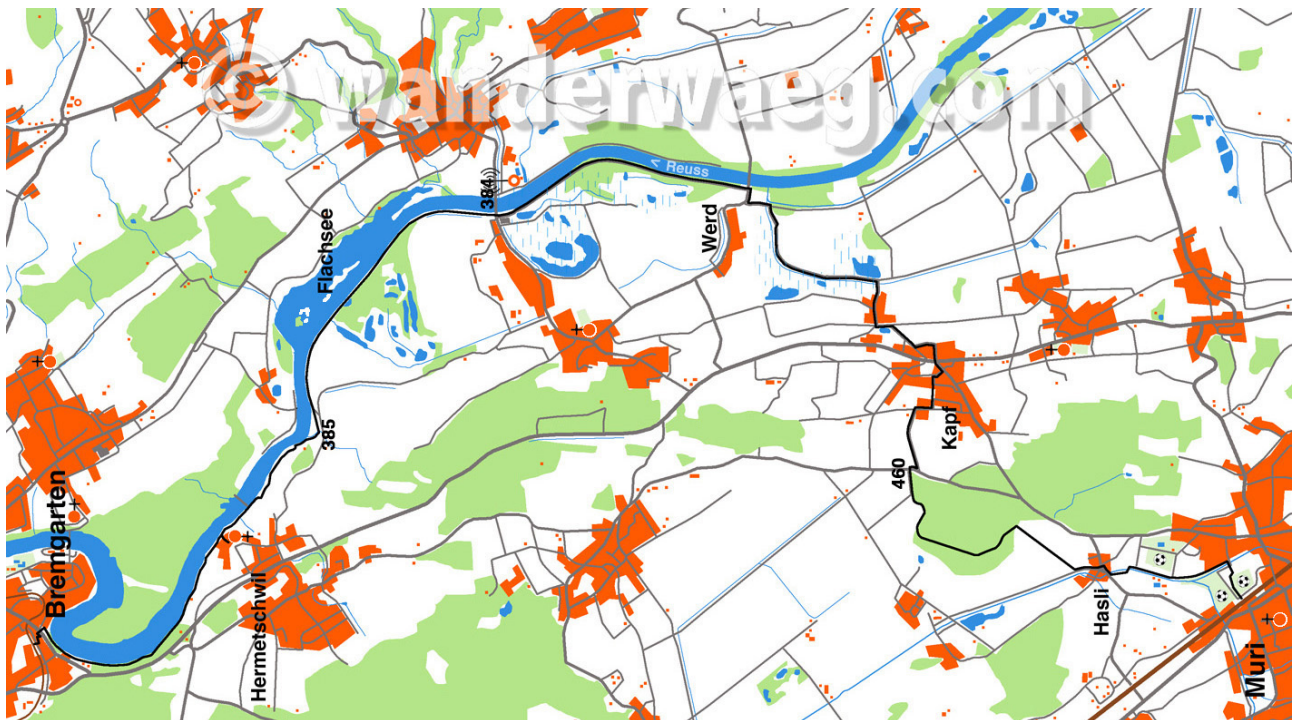 © wanderwaeg.com
< Reuss
384
Flachsee
Werd
385
Kapf
460
Bremgarten
Hermetschwil
Hasli
Muri